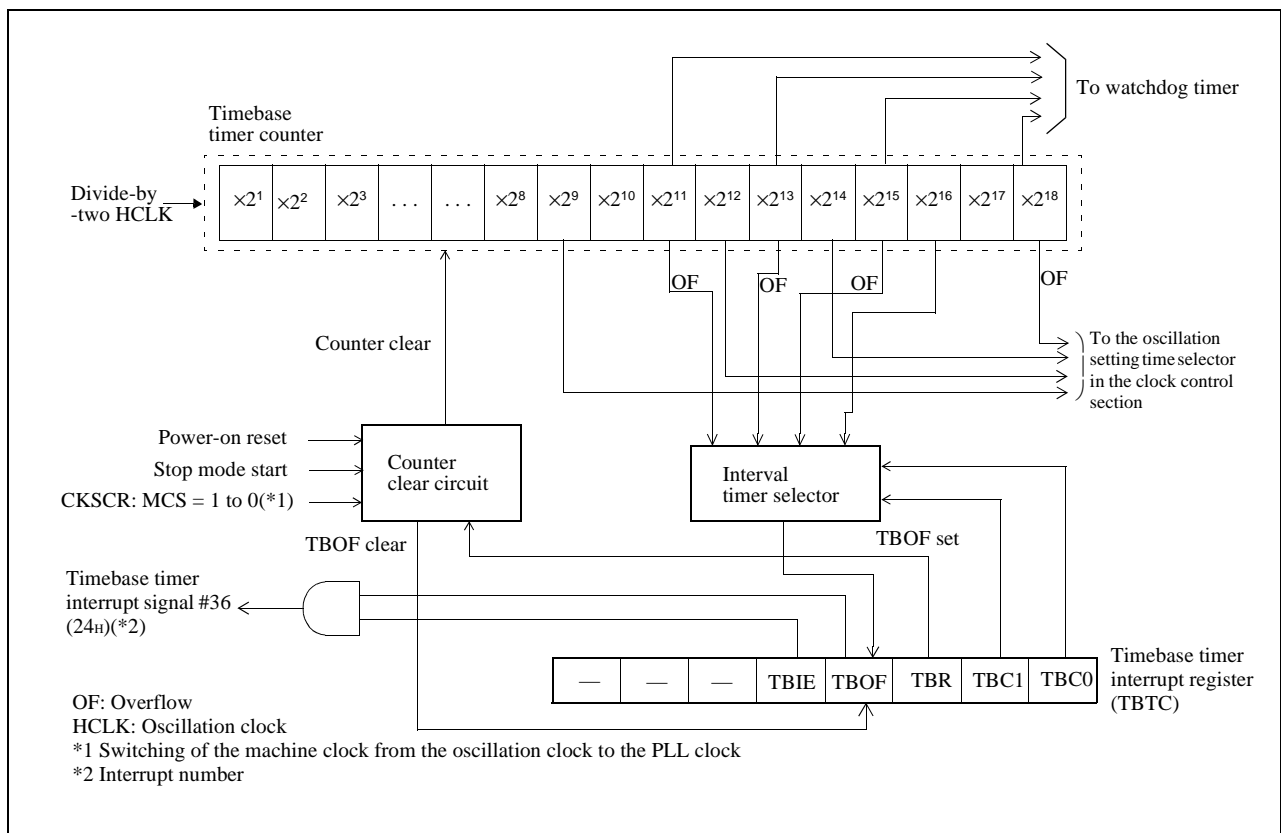 To watchdog timer
Timebase
timer counter
Divide-by
-two HCLK
×2¹ ×2² ×2³ . . . . . . ×2⁸ ×2⁹ ×2¹⁰ ×2¹¹ ×2¹² ×2¹³ ×2¹⁴ ×2¹⁵ ×2¹⁶ ×2¹⁷ ×2¹⁸
OF OF OF OF
Counter clear
To the oscillation
setting time selector
in the clock control
section
Power-on reset
Stop mode start
CKSCR: MCS = 1 to 0(*1)
Counter
clear circuit
Interval
timer selector
TBOF clear
TBOF set
Timebase timer
interrupt signal #36
(24H)(*2)
— — — TBIE TBOF TBR TBC1 TBC0
Timebase timer
interrupt register
(TBTC)
OF: Overflow
HCLK: Oscillation clock
*1 Switching of the machine clock from the oscillation clock to the PLL clock
*2 Interrupt number